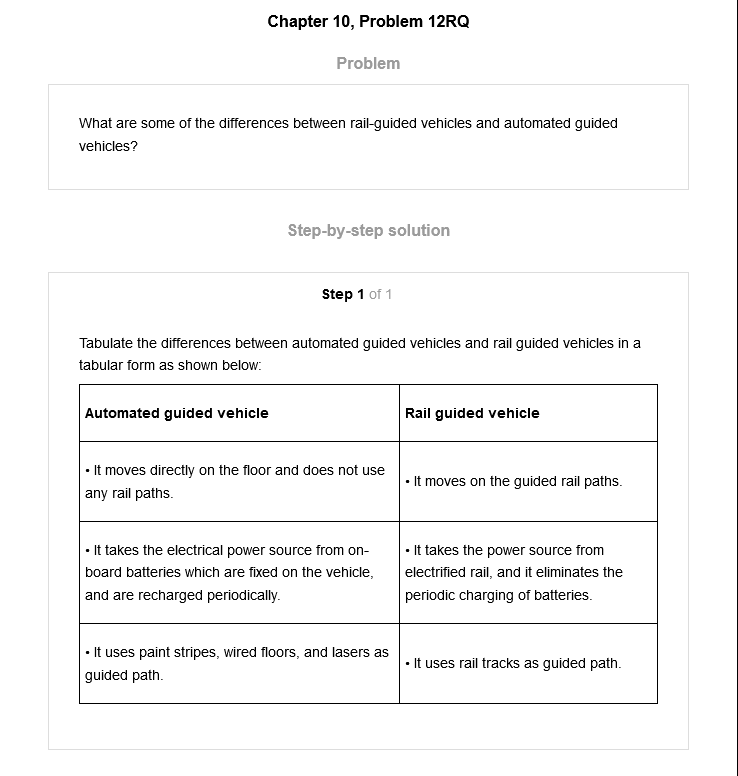 Chapter 10, Problem 12RQ
Problem
What are some of the differences between rail-guided vehicles and automated guided
vehicles?
Step-by-step solution
Step 1 of 1
Tabulate the differences between automated guided vehicles and rail guided vehicles in a
tabular form as shown below:
Automated guided vehicle
Rail guided vehicle
• It moves directly on the floor and does not use
any rail paths.
• It moves on the guided rail paths.
• It takes the electrical power source from on-
board batteries which are fixed on the vehicle,
and are recharged periodically.
• It takes the power source from
electrified rail, and it eliminates the
periodic charging of batteries.
• It uses paint stripes, wired floors, and lasers as
guided path.
• It uses rail tracks as guided path.